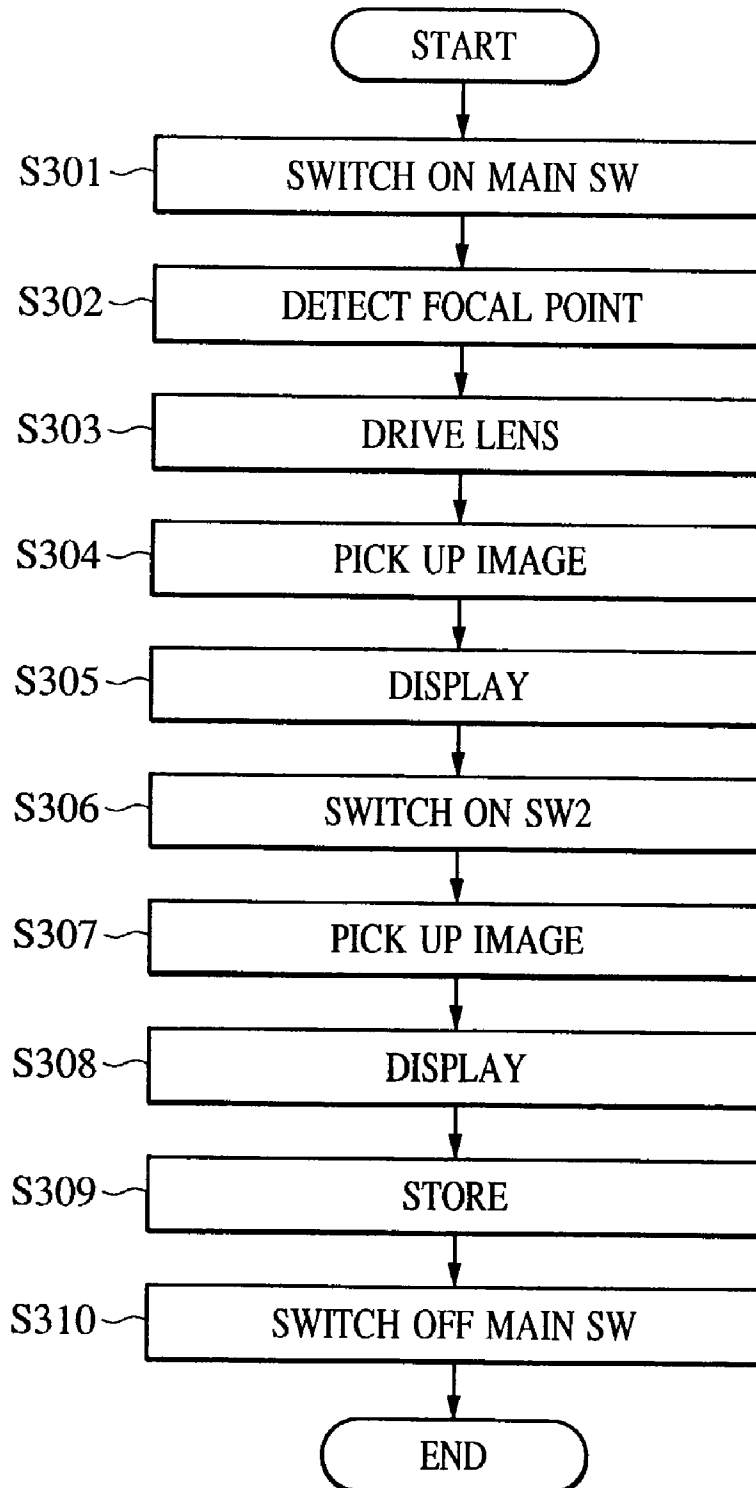 START
S301 SWITCH ON MAIN SW
S302 DETECT FOCAL POINT
S303 DRIVE LENS
S304 PICK UP IMAGE
S305 DISPLAY
S306 SWITCH ON SW2
S307 PICK UP IMAGE
S308 DISPLAY
S309 STORE
S310 SWITCH OFF MAIN SW
END